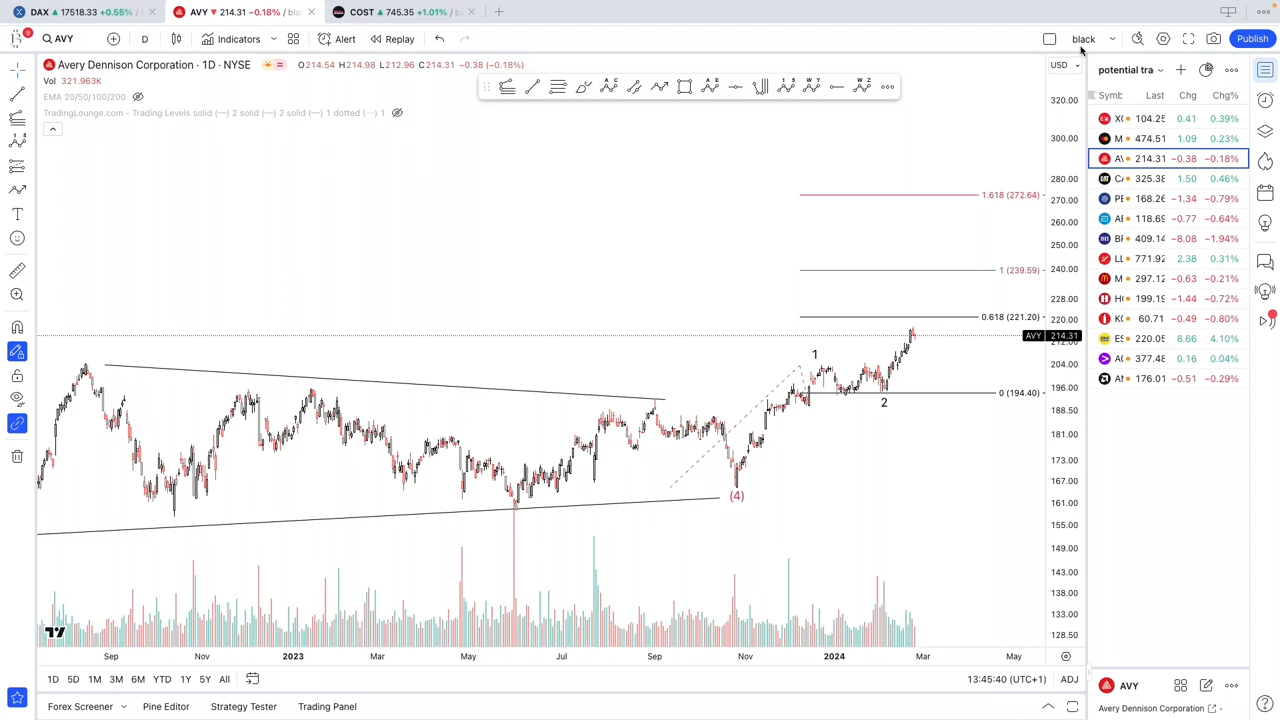 DAX 17518.33 +0.55% /
AVY 214.31 −0.18% / bla
COST 745.35 +1.01% / b
9
AVY
D
Indicators
Alert
Replay
black
Publish
Avery Dennison Corporation · 1D · NYSE
O214.54 H214.98 L212.96 C214.31 −0.38 (−0.18%)
Vol 321.963K
EMA 20/50/100/200
TradingLounge.com - Trading Levels solid (—) 2 solid (—) 2 solid (—) 1 dotted (—) 1
USD
320.00
300.00
280.00
270.00
260.00
250.00
240.00
228.00
220.00
212.00
204.00
196.00
188.50
181.00
173.00
167.00
161.00
155.00
149.00
143.00
138.00
133.00
128.50
AVY 214.31
1.618 (272.64)
1 (239.59)
0.618 (221.20)
0 (194.40)
1
2
(4)
Sep Nov 2023 Mar May Jul Sep Nov 2024 Mar May
1D 5D 1M 3M 6M YTD 1Y 5Y All
13:45:40 (UTC+1) ADJ
Forex Screener Pine Editor Strategy Tester Trading Panel
potential tra
Symb Last Chg Chg%
104.25 0.41 0.39%
M 474.51 1.09 0.23%
214.31 −0.38 −0.18%
325.38 1.50 0.46%
168.26 −1.34 −0.79%
118.69 −0.77 −0.64%
409.14 −8.08 −1.94%
LL 771.92 2.38 0.31%
M 297.12 −0.63 −0.21%
199.19 −1.44 −0.72%
60.71 −0.49 −0.80%
ES 220.05 8.66 4.10%
377.48 0.16 0.04%
176.01 −0.51 −0.29%
AVY
Avery Dennison Corporation